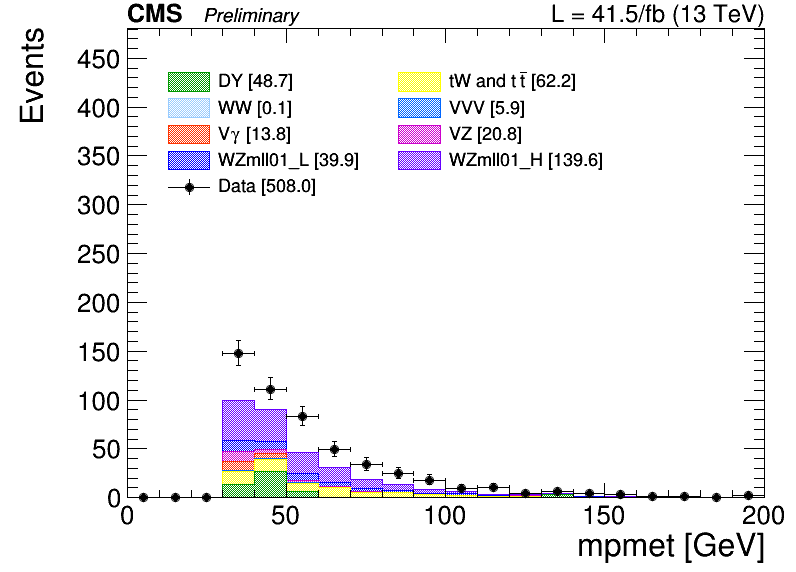 CMS Preliminary L = 41.5/fb (13 TeV)
Events
450
400
350
300
250
200
150
100
50
0
DY [48.7] tW and tt̅ [62.2]
WW [0.1] VVV [5.9]
Vγ [13.8] VZ [20.8]
WZmll01_L [39.9] WZmll01_H [139.6]
Data [508.0]
0 50 100 150 200
mpmet [GeV]